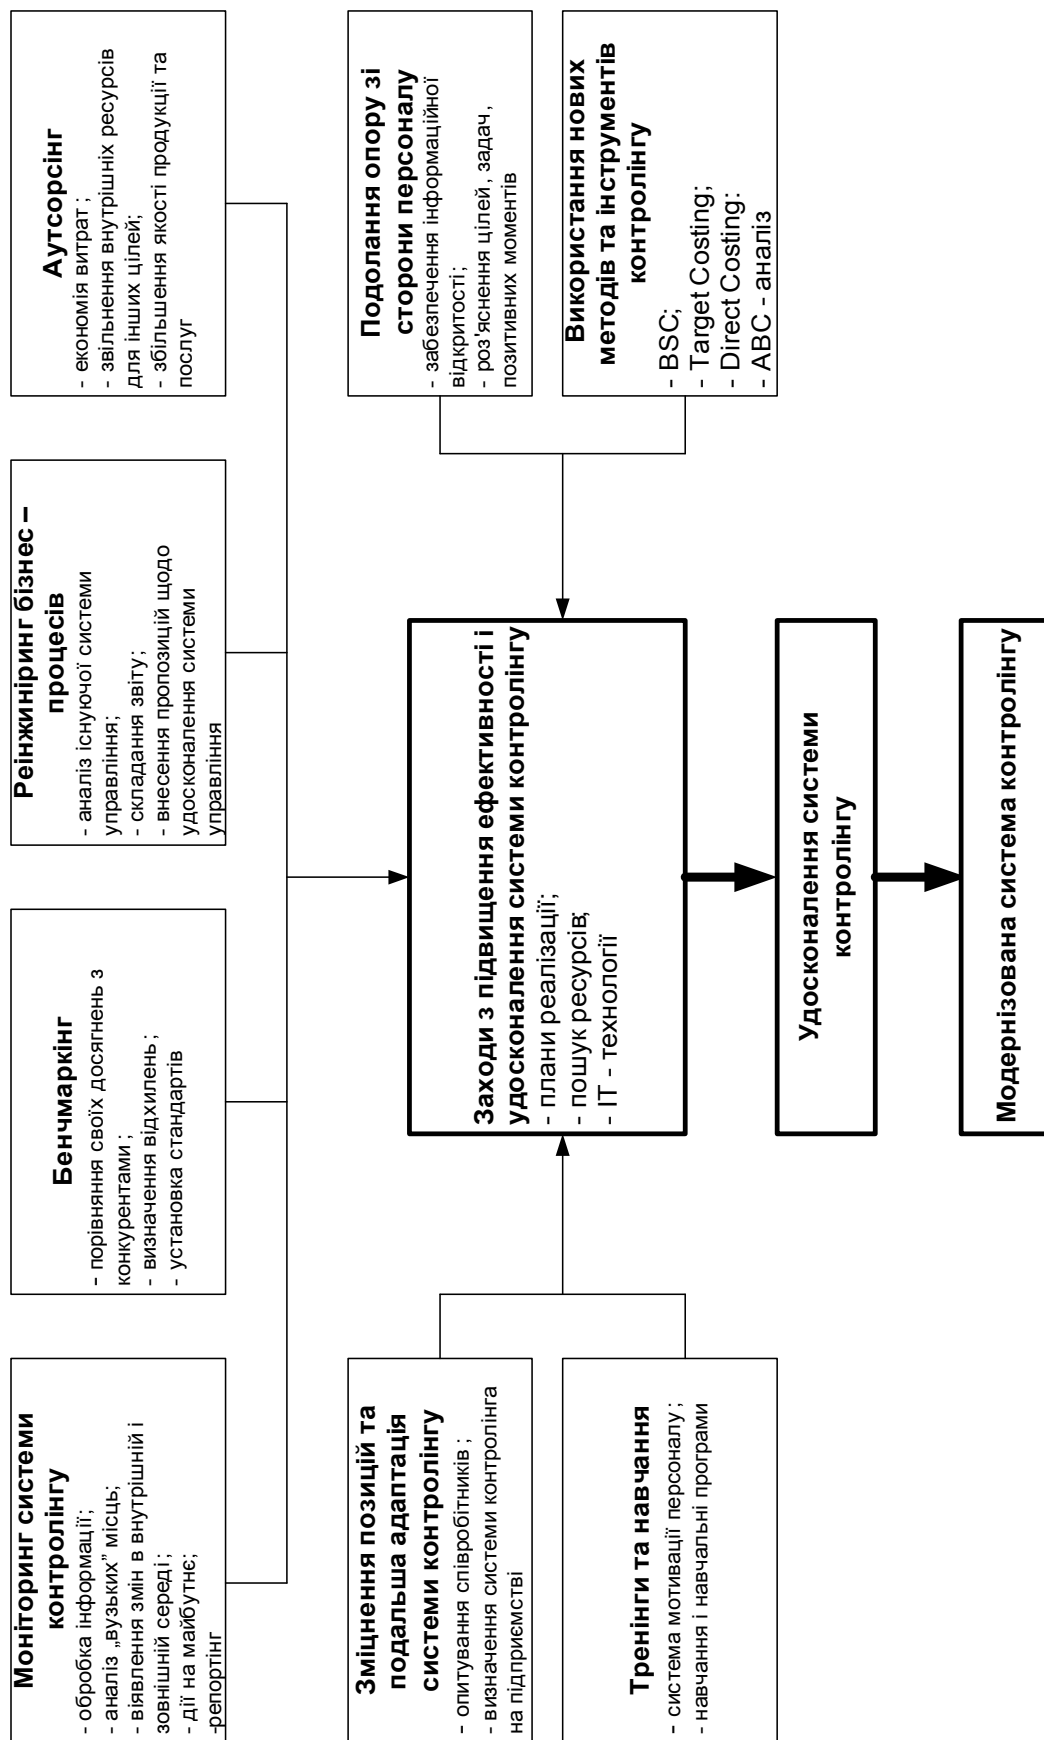 Моніторинг системи
контролінгу
- обробка інформації;
- аналіз „вузьких” місць;
- віявлення змін в внутрішній і
зовнішній середі;
- дії на майбутнє;
-репортінг
Бенчмаркінг
- порівняння своїх досягнень з
конкурентами;
- визначення відхилень;
- установка стандартів
Реінжиніринг бізнес –
процесів
- аналіз існуючої системи
управління;
- складання звіту;
- внесення пропозицій щодо
удосконалення системи
управління
Аутсорсінг
- економія витрат;
- звільнення внутрішніх ресурсів
для інших цілей;
- збільшення якості продукції та
послуг
Зміцнення позицій та
подальша адаптація
системи контролінгу
- опитування співробітників;
- визначення системи контролінга
на підприємстві
Тренінги та навчання
- система мотивації персоналу;
- навчання і навчальні програми
Заходи з підвищення ефективності і
удосконалення системи контролінгу
- плани реалізації;
- пошук ресурсів;
- ІТ - технології
Подолання опору зі
сторони персоналу
- забезпечення інформаційної
відкритості;
- роз'яснення цілей, задач,
позитивних моментів
Використання нових
методів та інструментів
контролінгу
- BSC;
- Target Costing;
- Direct Costing:
- АВС - аналіз
Удосконалення системи
контролінгу
Модернізована система контролінгу